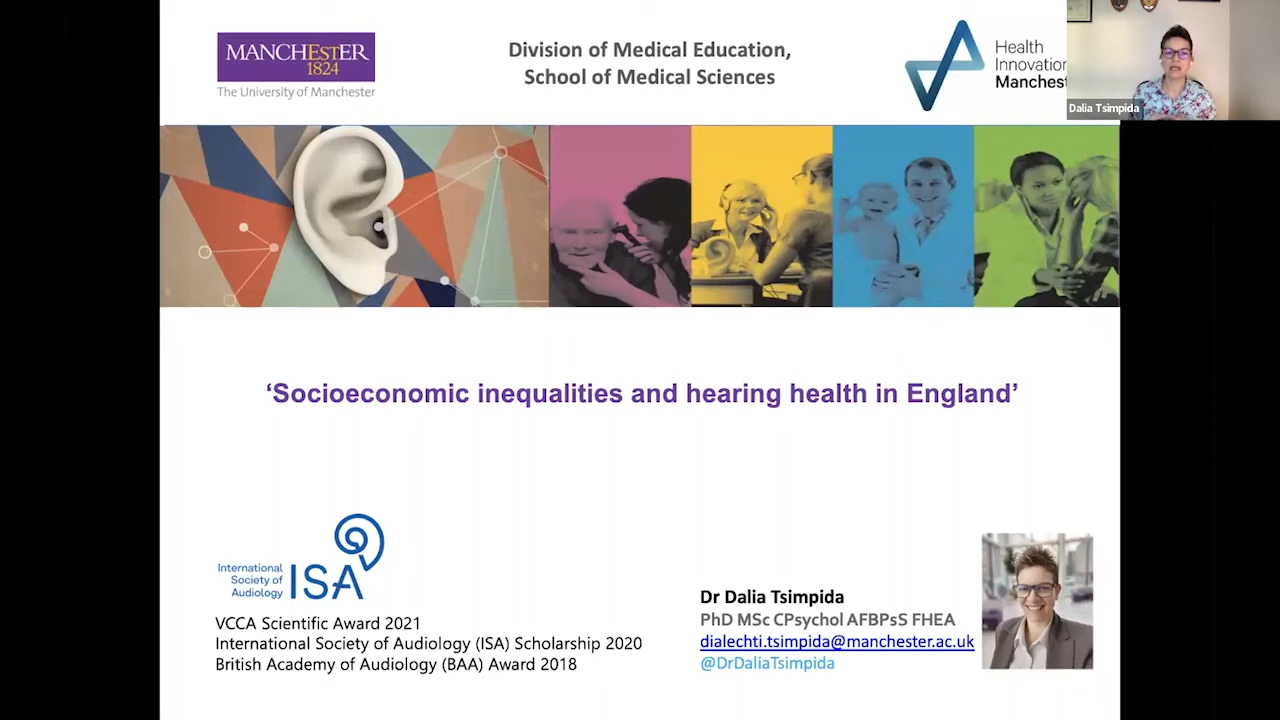 MANCHESTER
1824
The University of Manchester
Division of Medical Education,
School of Medical Sciences
Health
Innovation
Manchest
Dalia Tsimpida
‘Socioeconomic inequalities and hearing health in England’
International
Society of
Audiology
ISA
VCCA Scientific Award 2021
International Society of Audiology (ISA) Scholarship 2020
British Academy of Audiology (BAA) Award 2018
Dr Dalia Tsimpida
PhD MSc CPsychol AFBPsS FHEA
dialechti.tsimpida@manchester.ac.uk
@DrDaliaTsimpida